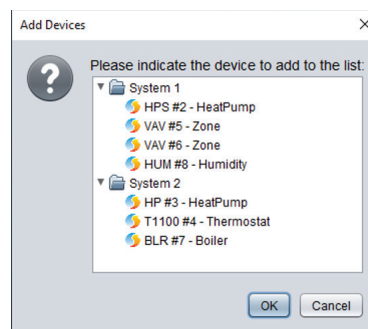 Add Devices
Please indicate the device to add to the list:
System 1
HPS #2 - HeatPump
VAV #5 - Zone
VAV #6 - Zone
HUM #8 - Humidity
System 2
HP #3 - HeatPump
T1100 #4 - Thermostat
BLR #7 - Boiler
OK Cancel